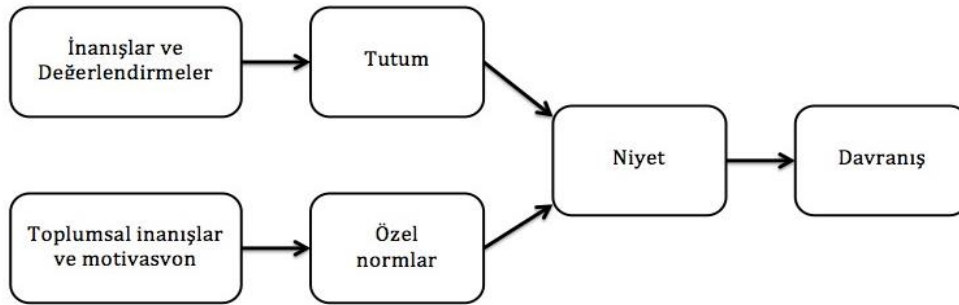 İnanışlar ve
Değerlendirmeler
Tutum
Niyet
Davranış
Toplumsal inanışlar
ve motivasvon
Özel
normlar